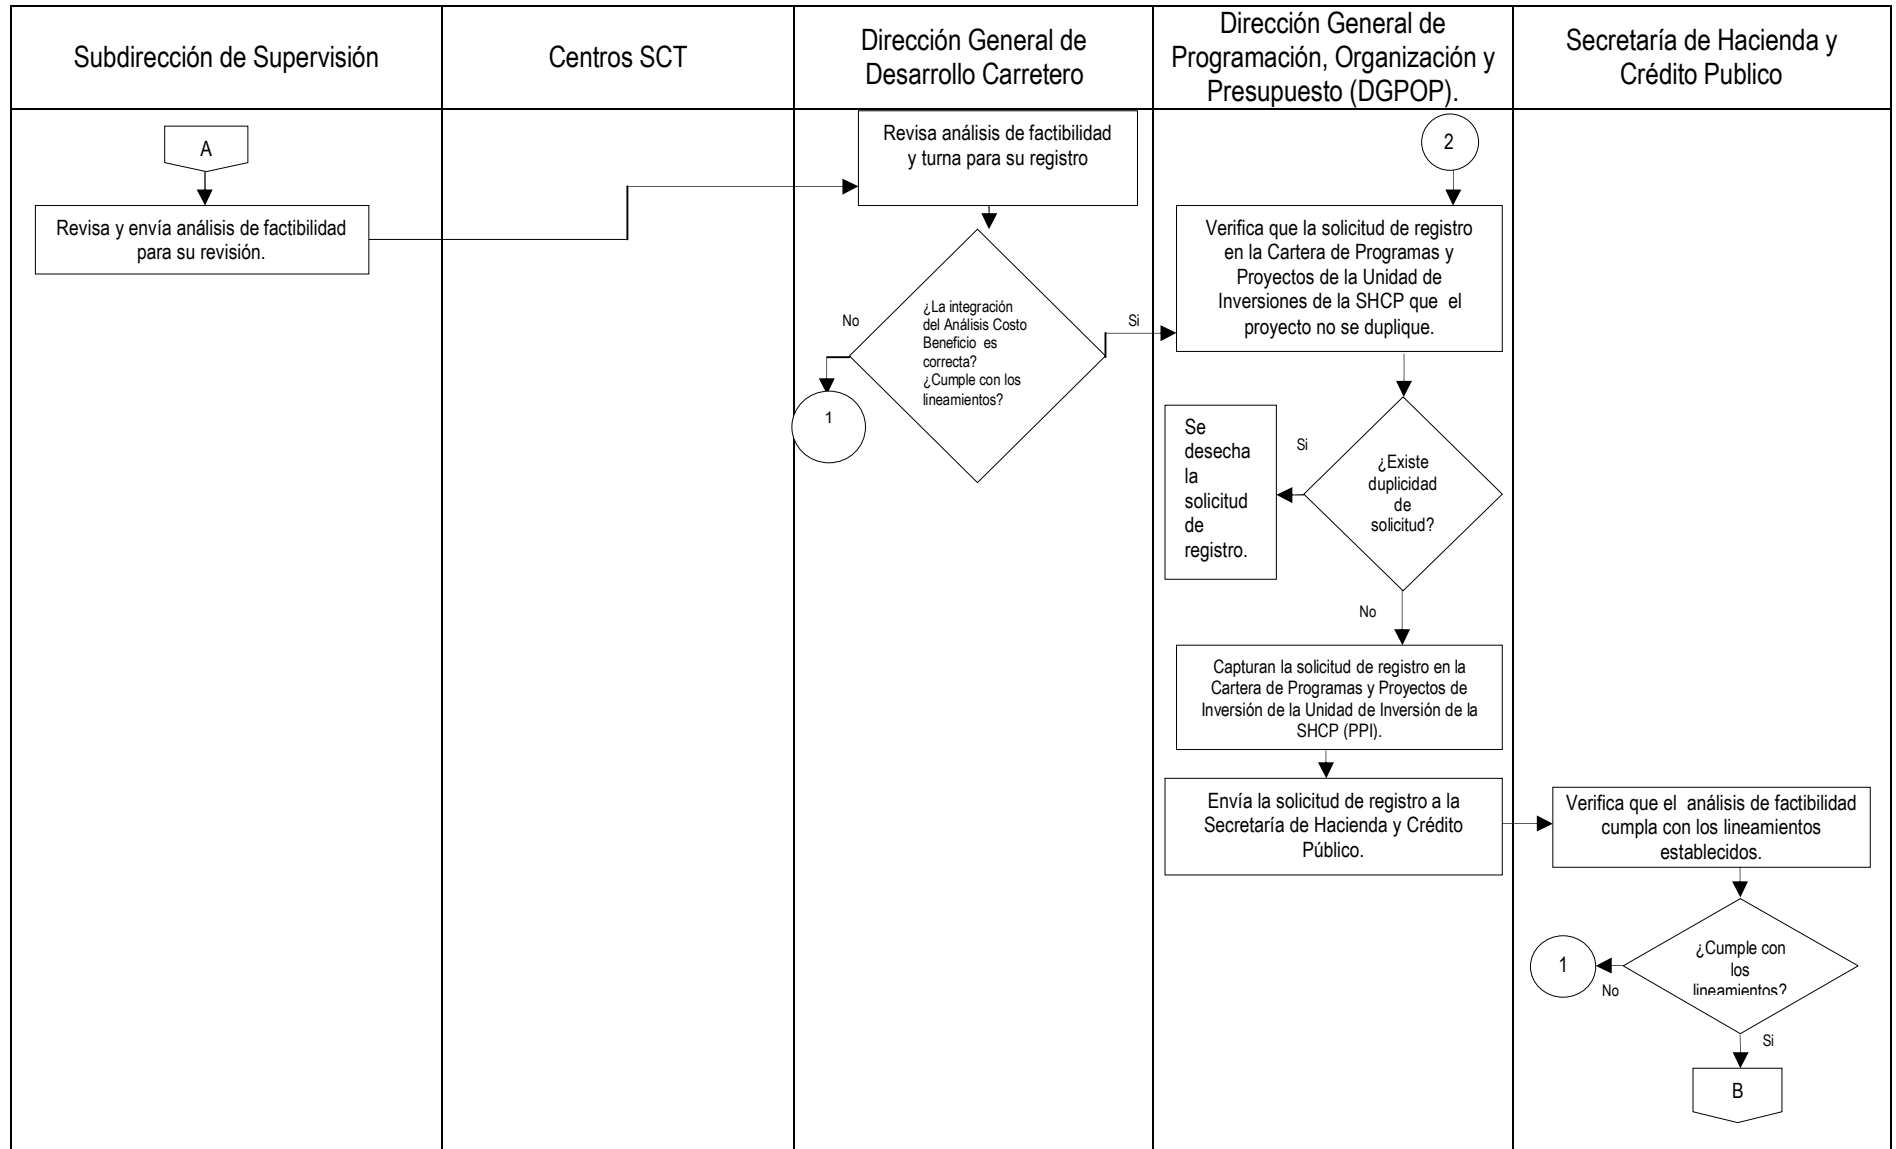 Subdirección de Supervisión
Centros SCT
Dirección General de
Desarrollo Carretero
Dirección General de
Programación, Organización y
Presupuesto (DGPOP).
Secretaría de Hacienda y
Crédito Publico
A
Revisa y envía análisis de factibilidad
para su revisión.
Revisa análisis de factibilidad
y turna para su registro
¿La integración
del Análisis Costo
Beneficio es
correcta?
¿Cumple con los
lineamientos?
No
1
Si
2
Verifica que la solicitud de registro
en la Cartera de Programas y
Proyectos de la Unidad de
Inversiones de la SHCP que el
proyecto no se duplique.
¿Existe
duplicidad
de
solicitud?
Si
Se
desecha
la
solicitud
de
registro.
No
Capturan la solicitud de registro en la
Cartera de Programas y Proyectos de
Inversión de la Unidad de Inversión de la
SHCP (PPI).
Envía la solicitud de registro a la
Secretaría de Hacienda y Crédito
Público.
Verifica que el análisis de factibilidad
cumpla con los lineamientos
establecidos.
¿Cumple con
los
lineamientos?
No
1
Si
B